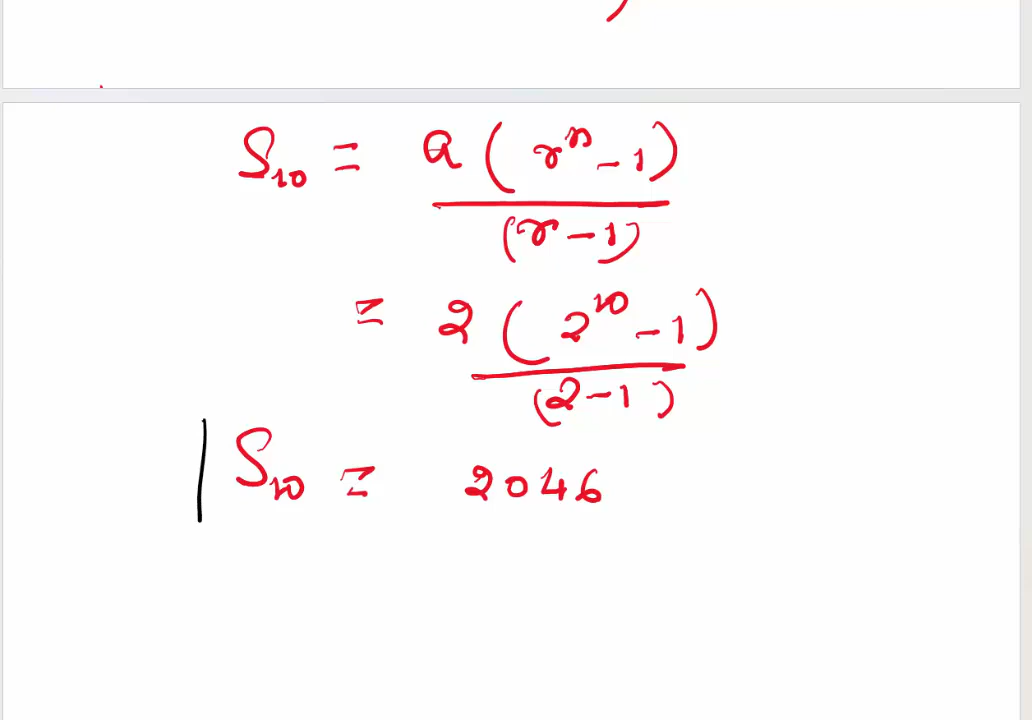 S₁₀ = a(rⁿ - 1)
(r - 1)
= 2(2¹⁰ - 1)
(2 - 1)
S₁₀ = 2046